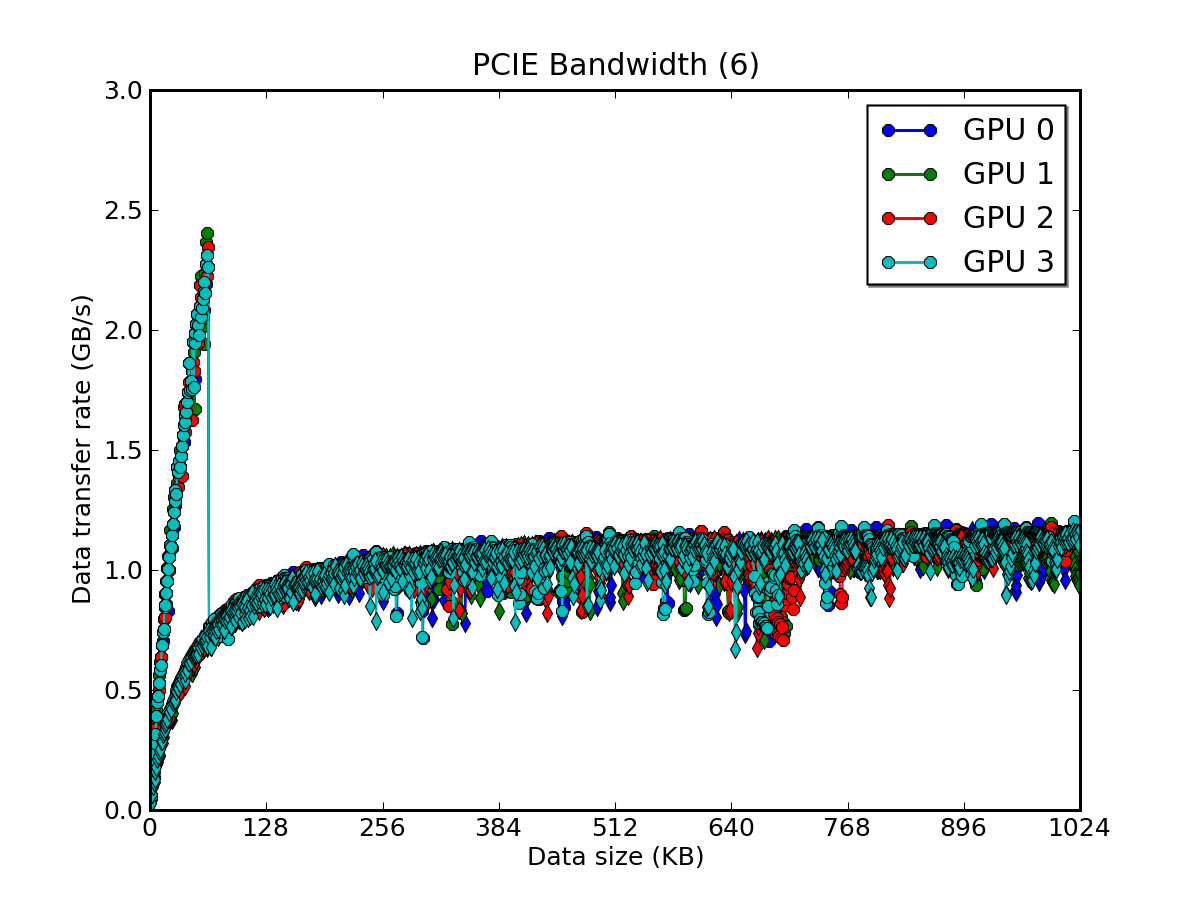 PCIE Bandwidth (6)
3.0
2.5
2.0
1.5
1.0
0.5
0.0
Data transfer rate (GB/s)
GPU 0
GPU 1
GPU 2
GPU 3
0 128 256 384 512 640 768 896 1024
Data size (KB)